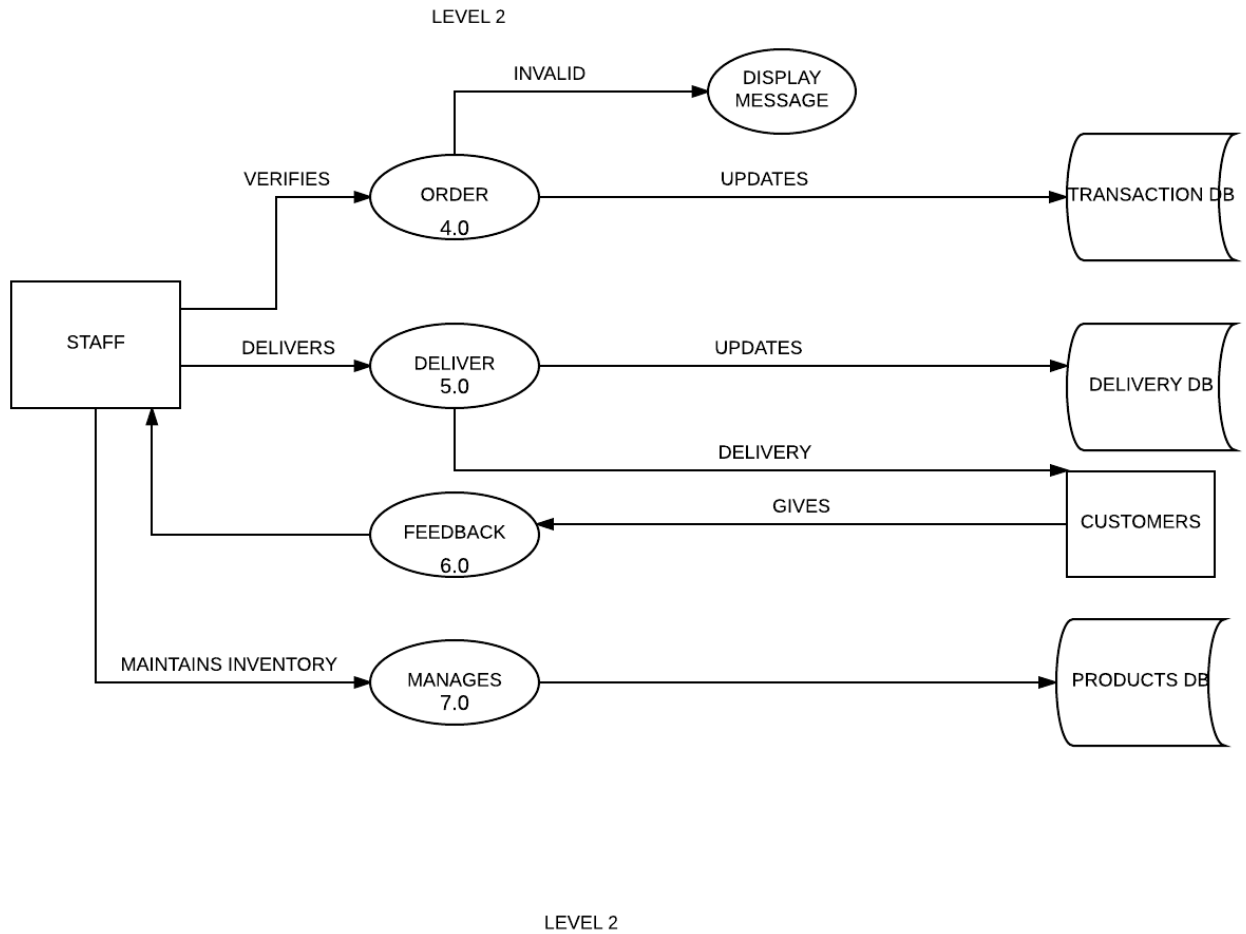 LEVEL 2
INVALID
DISPLAY
MESSAGE
VERIFIES
ORDER
4.0
UPDATES
TRANSACTION DB
STAFF
DELIVERS
DELIVER
5.0
UPDATES
DELIVERY DB
DELIVERY
GIVES
CUSTOMERS
FEEDBACK
6.0
MAINTAINS INVENTORY
MANAGES
7.0
PRODUCTS DB
LEVEL 2